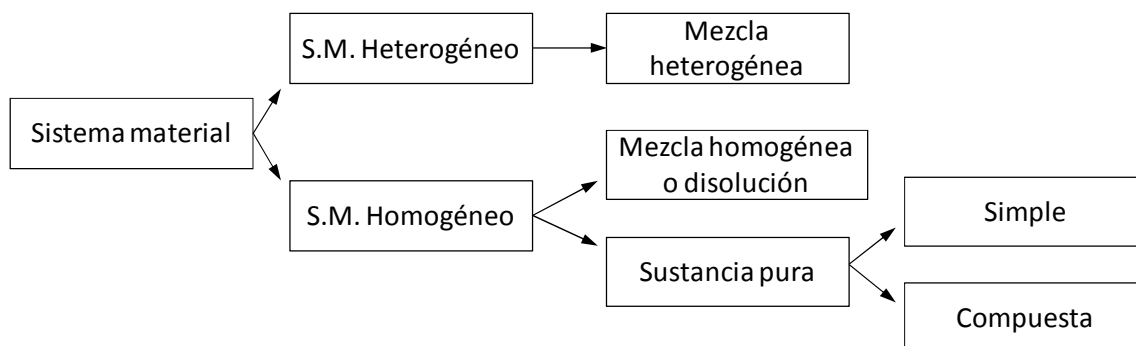 S.M. Heterogéneo
Mezcla
heterogénea
Sistema material
Mezcla homogénea
o disolución
S.M. Homogéneo
Simple
Sustancia pura
Compuesta